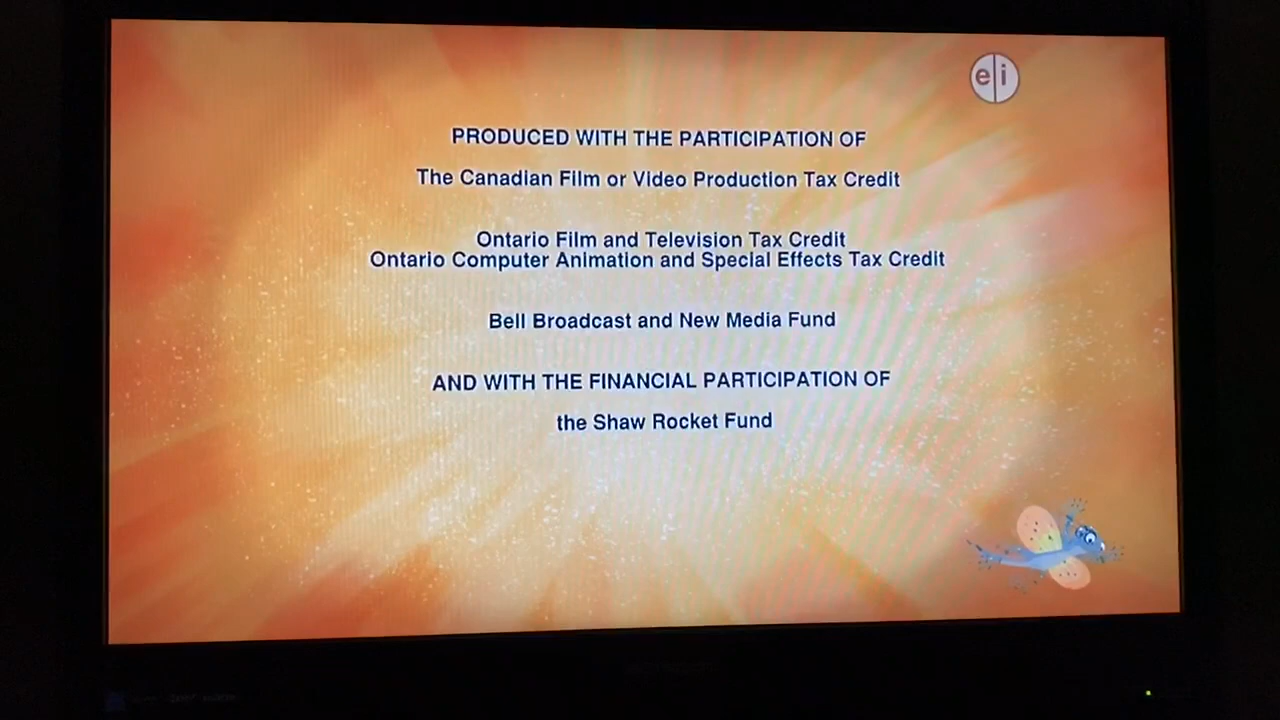 e|i
PRODUCED WITH THE PARTICIPATION OF
The Canadian Film or Video Production Tax Credit
Ontario Film and Television Tax Credit
Ontario Computer Animation and Special Effects Tax Credit
Bell Broadcast and New Media Fund
AND WITH THE FINANCIAL PARTICIPATION OF
the Shaw Rocket Fund